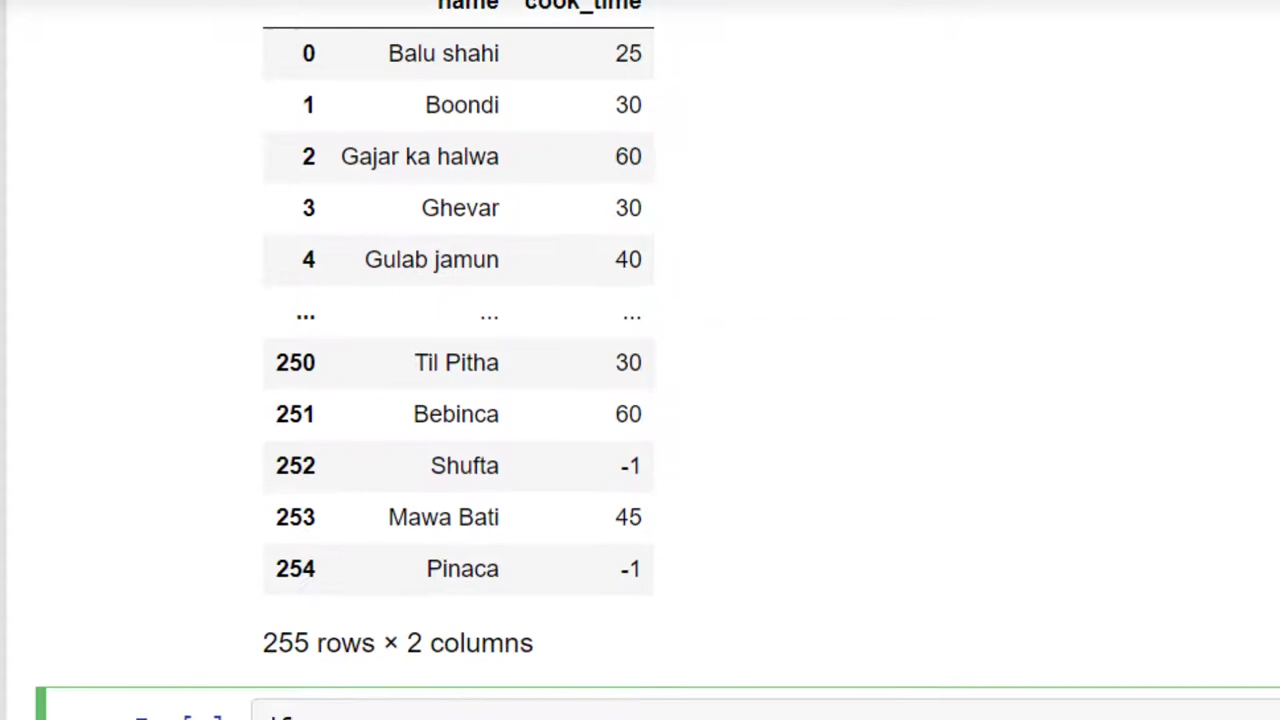 name cook_time
0 Balu shahi 25
1 Boondi 30
2 Gajar ka halwa 60
3 Ghevar 30
4 Gulab jamun 40
... ... ...
250 Til Pitha 30
251 Bebinca 60
252 Shufta -1
253 Mawa Bati 45
254 Pinaca -1
255 rows × 2 columns